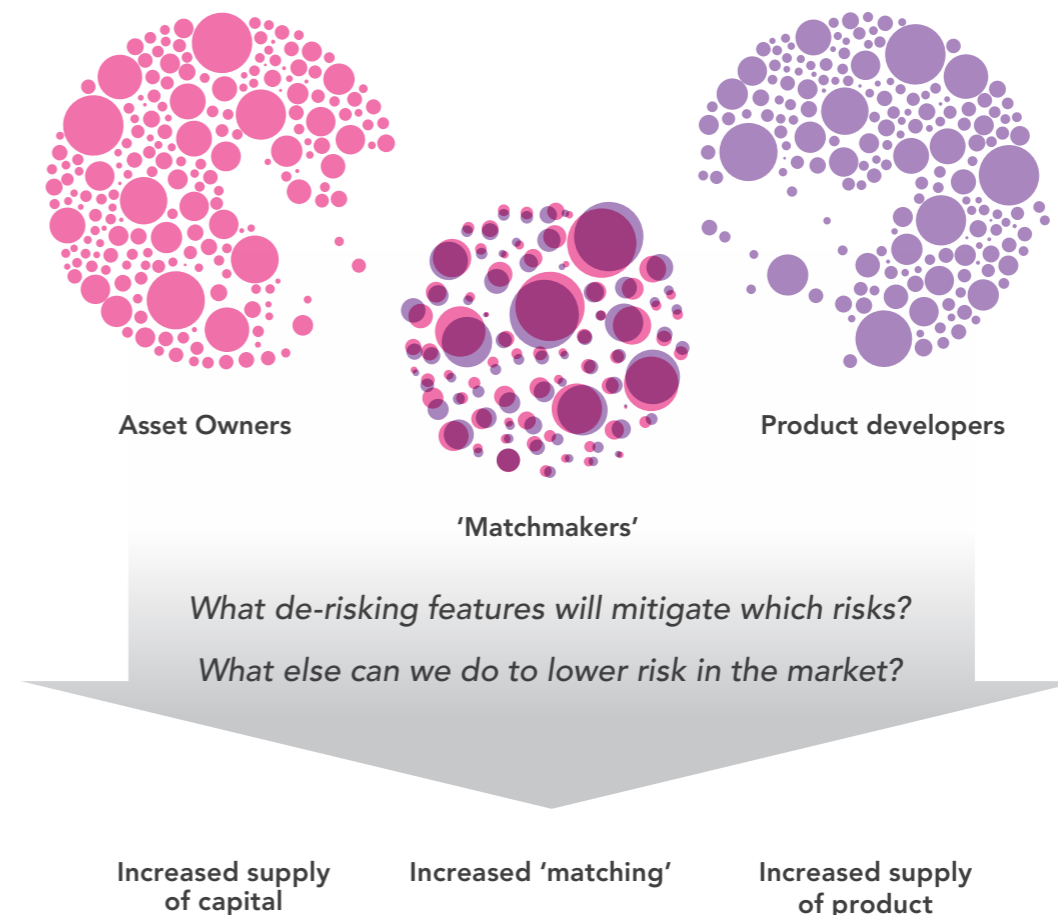 Asset Owners
Product developers
‘Matchmakers’
What de-risking features will mitigate which risks?
What else can we do to lower risk in the market?
Increased supply
of capital
Increased ‘matching’
Increased supply
of product